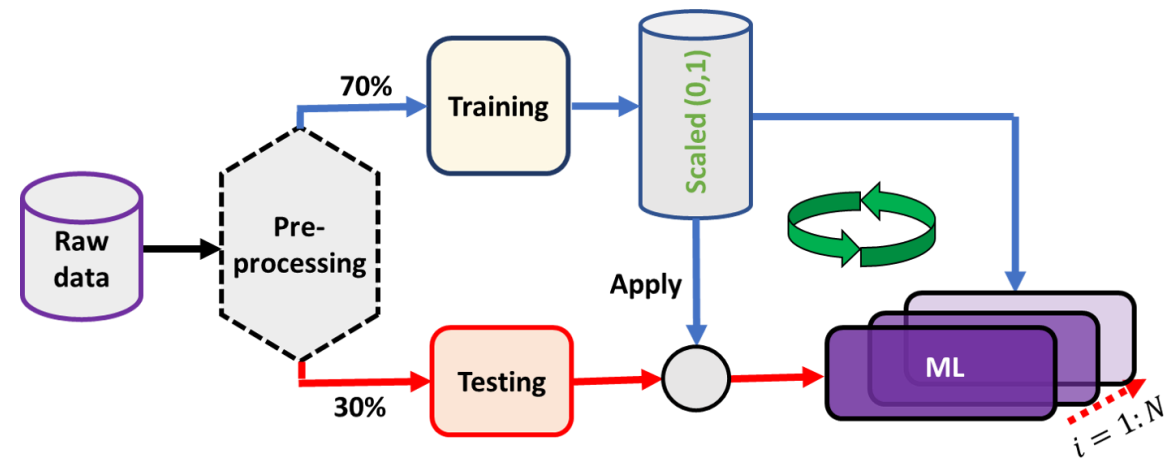 Raw
data
Pre-
processing
70%
Training
Scaled (0,1)
Apply
30%
Testing
ML
i = 1: N